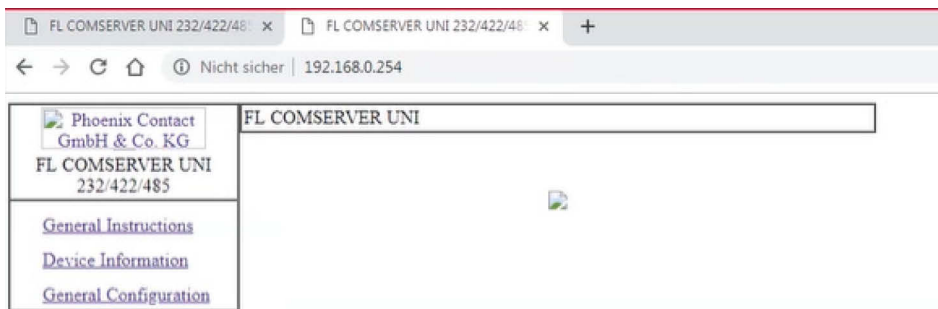 FL COMSERVER UNI 232/422/48 FL COMSERVER UNI 232/422/48
Nicht sicher | 192.168.0.254
Phoenix Contact
GmbH & Co. KG
FL COMSERVER UNI
232/422/485
General Instructions
Device Information
General Configuration
FL COMSERVER UNI